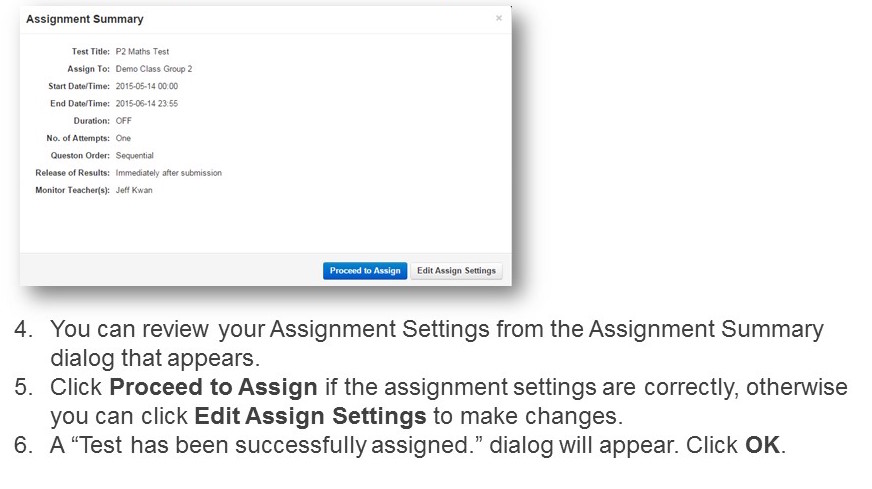 Assignment Summary ×
Test Title: P2 Maths Test
Assign To: Demo Class Group 2
Start Date/Time: 2015-05-14 00:00
End Date/Time: 2015-06-14 23:55
Duration: OFF
No. of Attempts: One
Queston Order: Sequential
Release of Results: Immediately after submission
Monitor Teacher(s): Jeff Kwan
Proceed to Assign Edit Assign Settings
4. You can review your Assignment Settings from the Assignment Summary
dialog that appears.
5. Click Proceed to Assign if the assignment settings are correctly, otherwise
you can click Edit Assign Settings to make changes.
6. A “Test has been successfully assigned.” dialog will appear. Click OK.